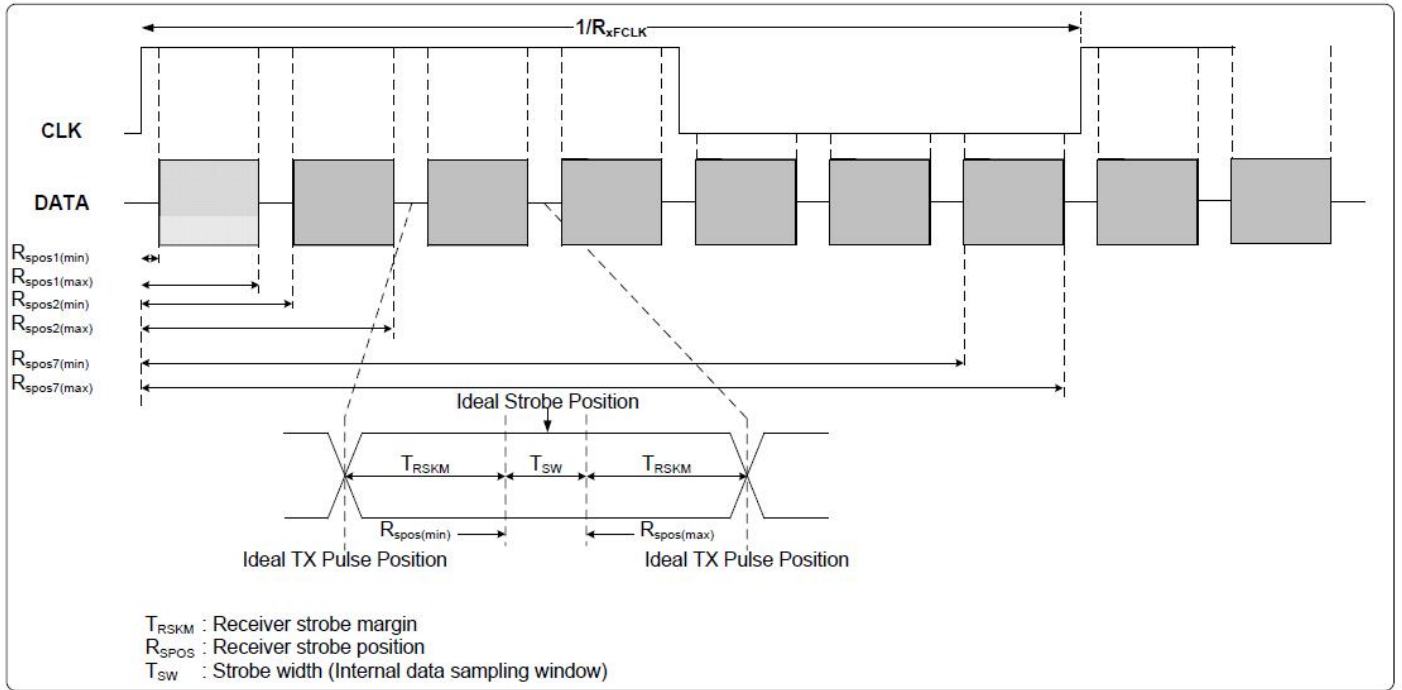 1/RxFCLK
CLK
DATA
Rspos1(min)
Rspos1(max)
Rspos2(min)
Rspos2(max)
Rspos7(min)
Rspos7(max)
Ideal Strobe Position
TRSKM TSW TRSKM
Rspos(min) Rspos(max)
Ideal TX Pulse Position Ideal TX Pulse Position
TRSKM : Receiver strobe margin
RSPOS : Receiver strobe position
TSW : Strobe width (Internal data sampling window)